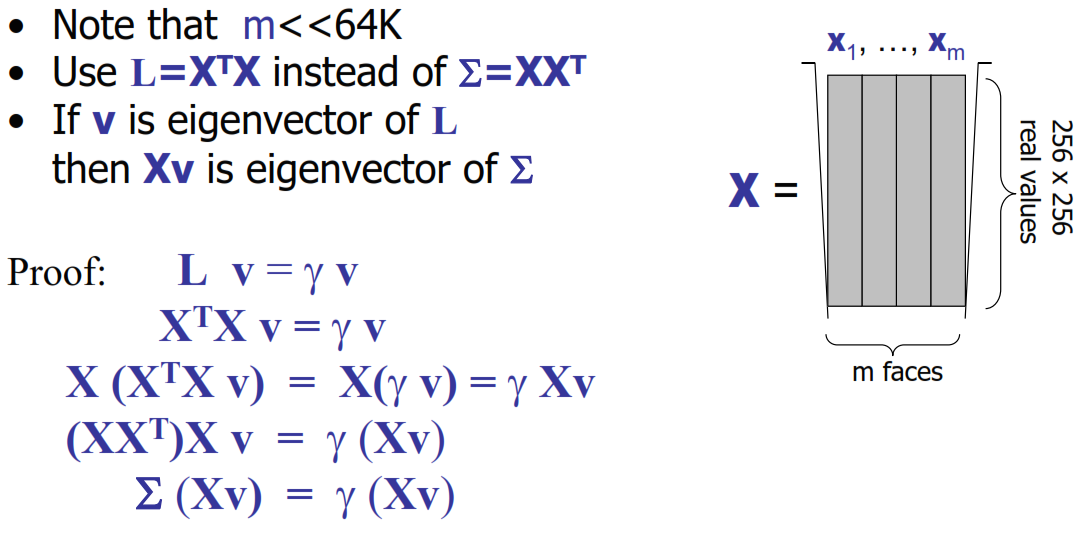 • Note that m<<64K
• Use L=XᵀX instead of Σ=XXᵀ
• If v is eigenvector of L
then Xv is eigenvector of Σ
Proof: L v = γ v
XᵀX v = γ v
X (XᵀX v) = X(γ v) = γ Xv
(XXᵀ)X v = γ (Xv)
Σ (Xv) = γ (Xv)
x₁, …, xₘ
X =
256 x 256
real values
m faces